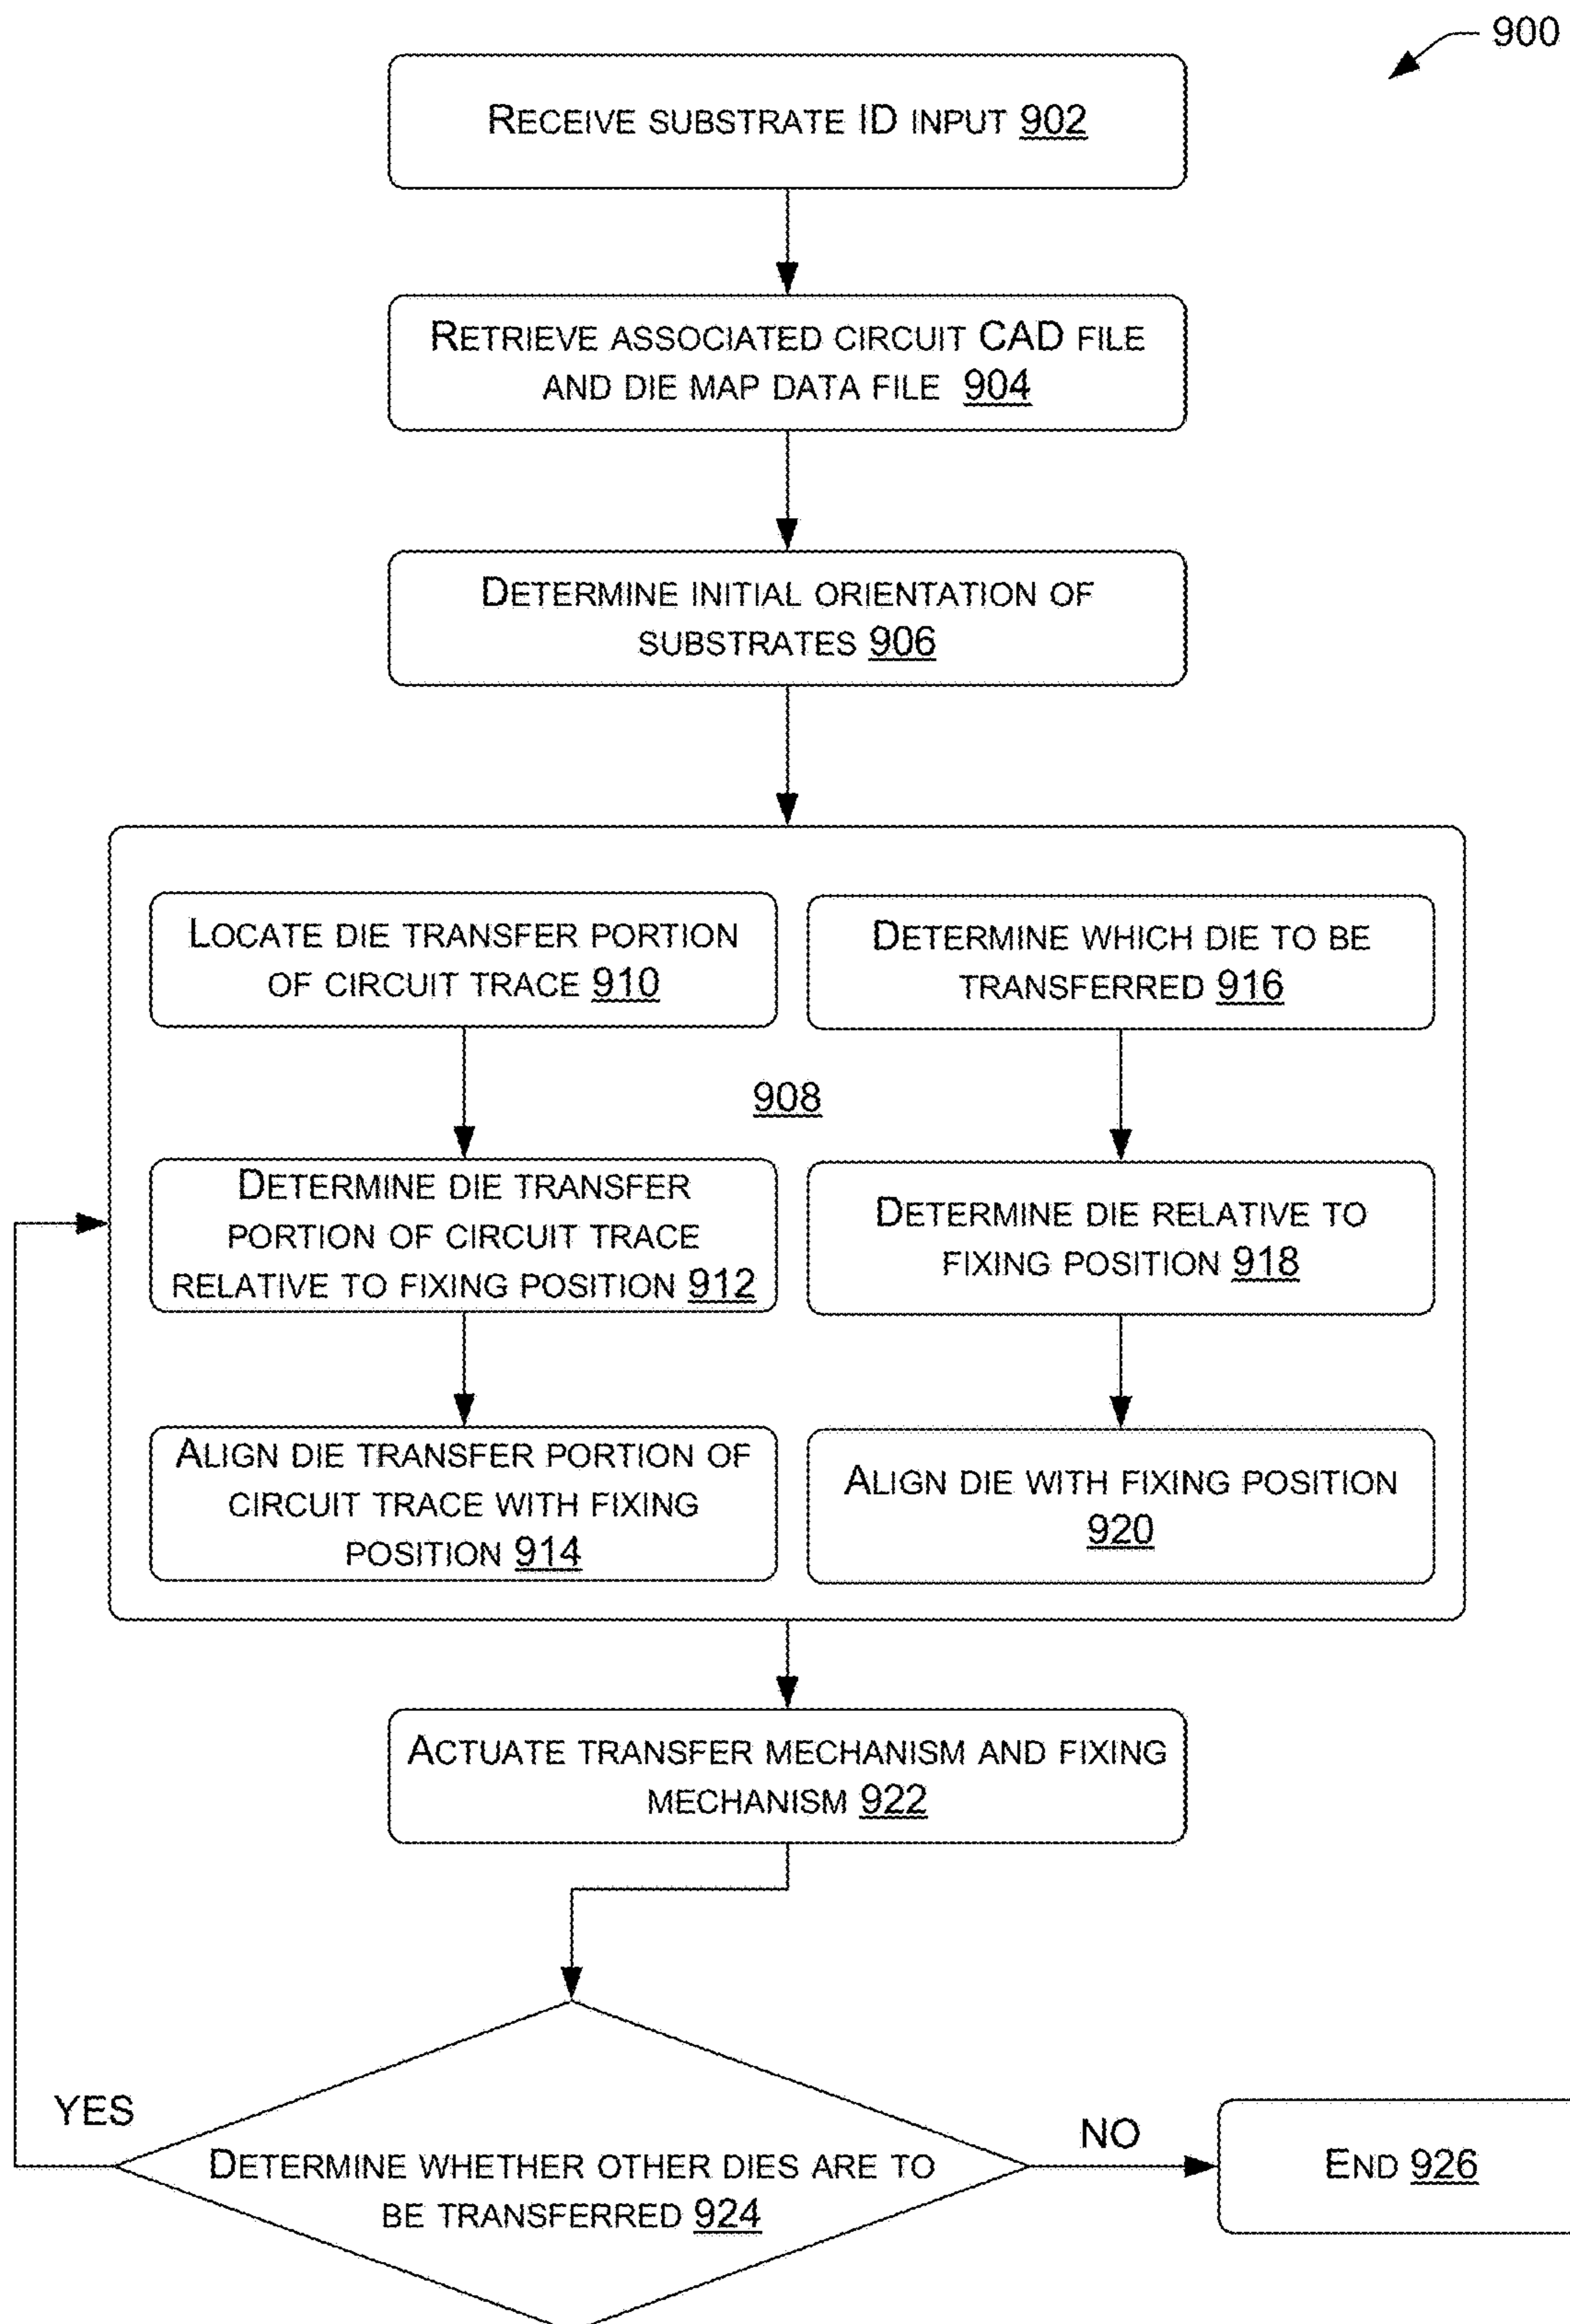 900
RECEIVE SUBSTRATE ID INPUT 902
RETRIEVE ASSOCIATED CIRCUIT CAD FILE
AND DIE MAP DATA FILE 904
DETERMINE INITIAL ORIENTATION OF
SUBSTRATES 906
LOCATE DIE TRANSFER PORTION
OF CIRCUIT TRACE 910
DETERMINE WHICH DIE TO BE
TRANSFERRED 916
908
DETERMINE DIE TRANSFER
PORTION OF CIRCUIT TRACE
RELATIVE TO FIXING POSITION 912
DETERMINE DIE RELATIVE TO
FIXING POSITION 918
ALIGN DIE TRANSFER PORTION OF
CIRCUIT TRACE WITH FIXING
POSITION 914
ALIGN DIE WITH FIXING POSITION
920
ACTUATE TRANSFER MECHANISM AND FIXING
MECHANISM 922
YES
DETERMINE WHETHER OTHER DIES ARE TO
BE TRANSFERRED 924
NO
END 926